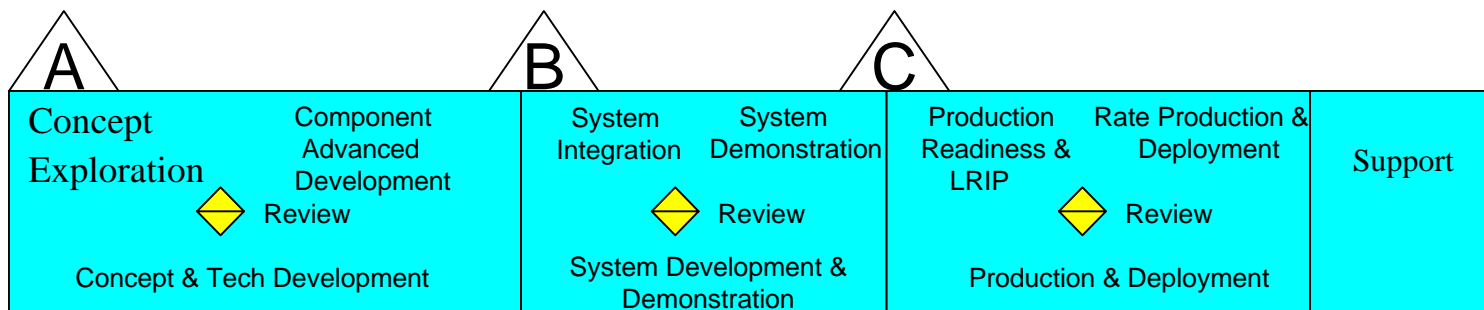 A
B
C
Concept
Exploration
Component
Advanced
Development
Review
Concept & Tech Development
System
Integration
System
Demonstration
Review
System Development &
Demonstration
Production
Readiness &
LRIP
Rate Production &
Deployment
Review
Production & Deployment
Support